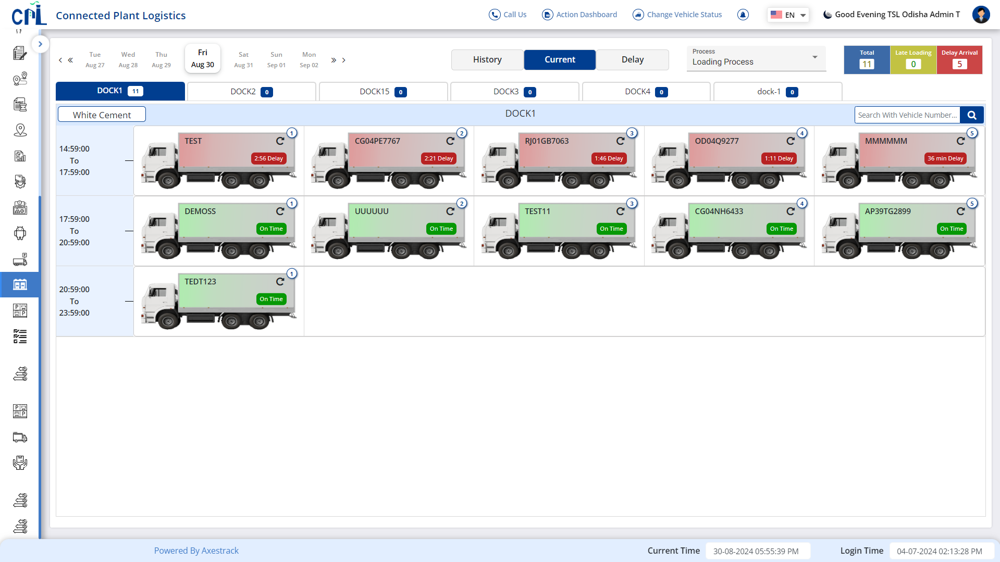 CPL
Connected Plant Logistics
Call Us
Action Dashboard
Change Vehicle Status
EN
Good Evening TSL Odisha Admin T
Tue
Aug 27
Wed
Aug 28
Thu
Aug 29
Fri
Aug 30
Sat
Aug 31
Sun
Sep 01
Mon
Sep 02
History
Current
Delay
Process
Loading Process
Total
11
Late Loading
0
Delay Arrival
5
DOCK1 11
DOCK2 0
DOCK15 0
DOCK3 0
DOCK4 0
dock-1 0
White Cement
DOCK1
Search With Vehicle Number...
14:59:00
To
17:59:00
1
TEST
2:56 Delay
2
CG04PE7767
2:21 Delay
3
RJ01GB7063
1:46 Delay
4
OD04Q9277
1:11 Delay
5
MMMMMM
36 min Delay
17:59:00
To
20:59:00
1
DEMOSS
On Time
2
UUUUUU
On Time
3
TEST11
On Time
4
CG04NH6433
On Time
5
AP39TG2899
On Time
20:59:00
To
23:59:00
1
TEDT123
On Time
Powered By Axestrack
Current Time
30-08-2024 05:55:39 PM
Login Time
04-07-2024 02:13:28 PM